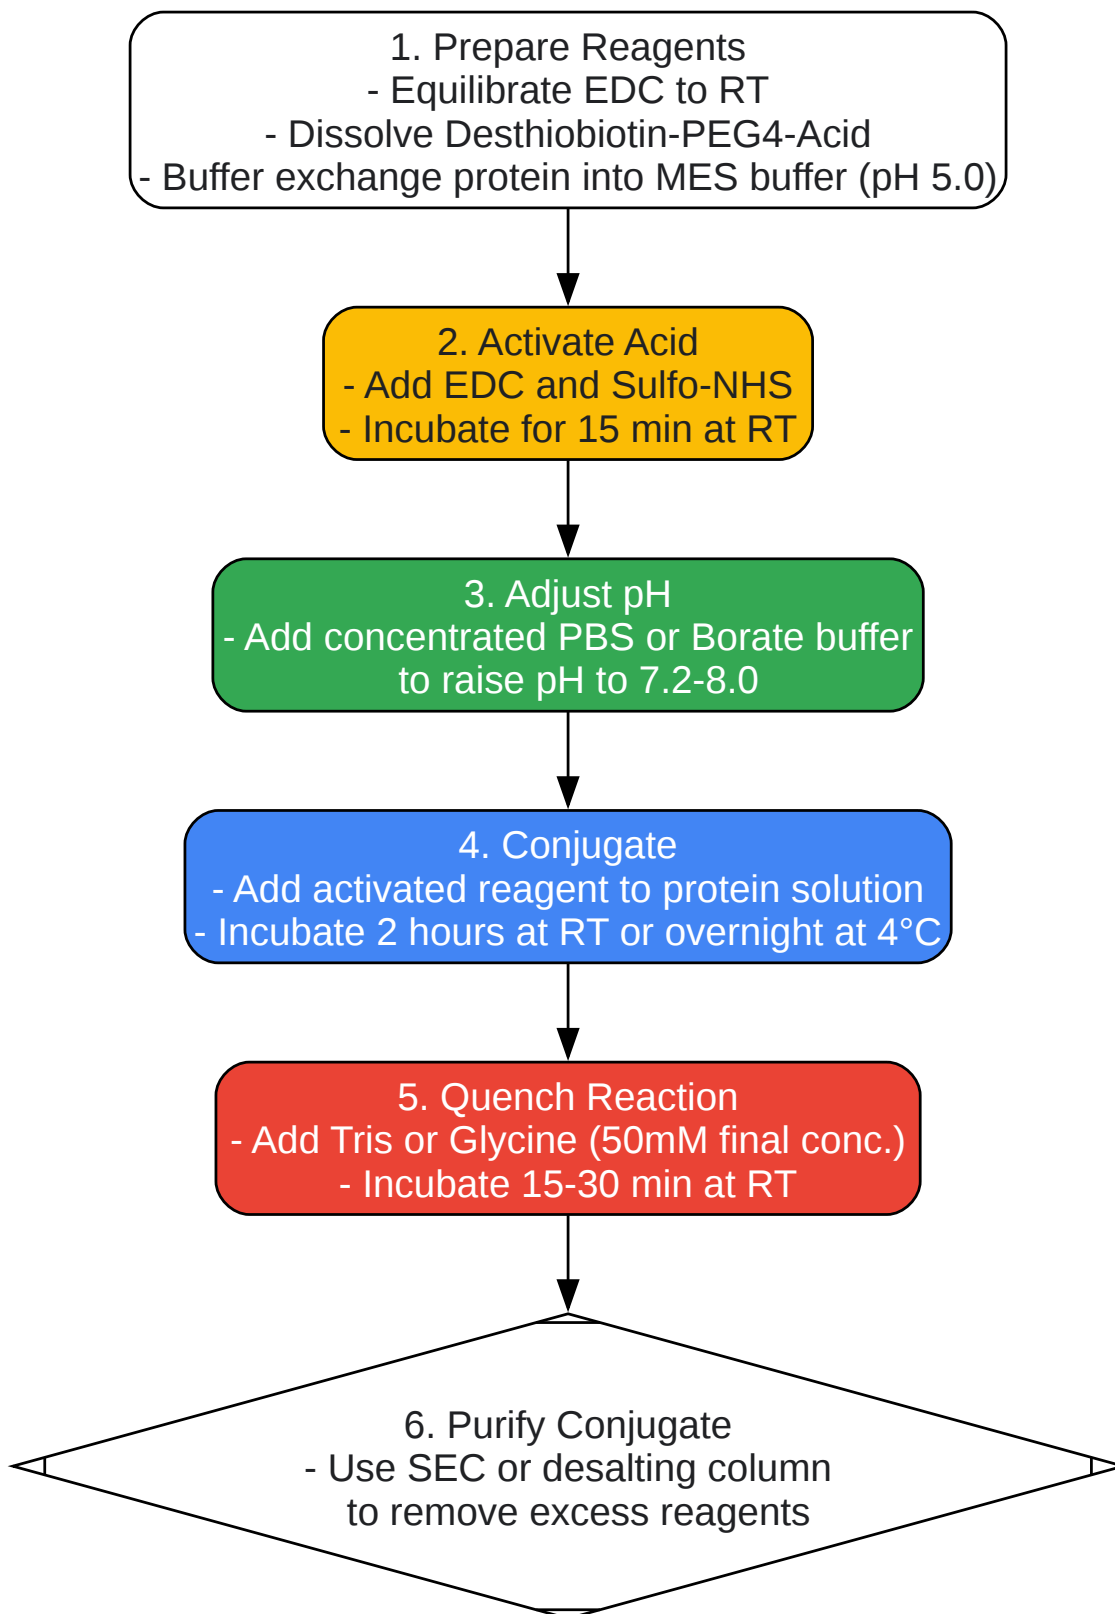 1. Prepare Reagents
- Equilibrate EDC to RT
- Dissolve Desthiobiotin-PEG4-Acid
- Buffer exchange protein into MES buffer (pH 5.0)
2. Activate Acid
- Add EDC and Sulfo-NHS
- Incubate for 15 min at RT
3. Adjust pH
- Add concentrated PBS or Borate buffer
to raise pH to 7.2-8.0
4. Conjugate
- Add activated reagent to protein solution
- Incubate 2 hours at RT or overnight at 4°C
5. Quench Reaction
- Add Tris or Glycine (50mM final conc.)
- Incubate 15-30 min at RT
6. Purify Conjugate
- Use SEC or desalting column
to remove excess reagents